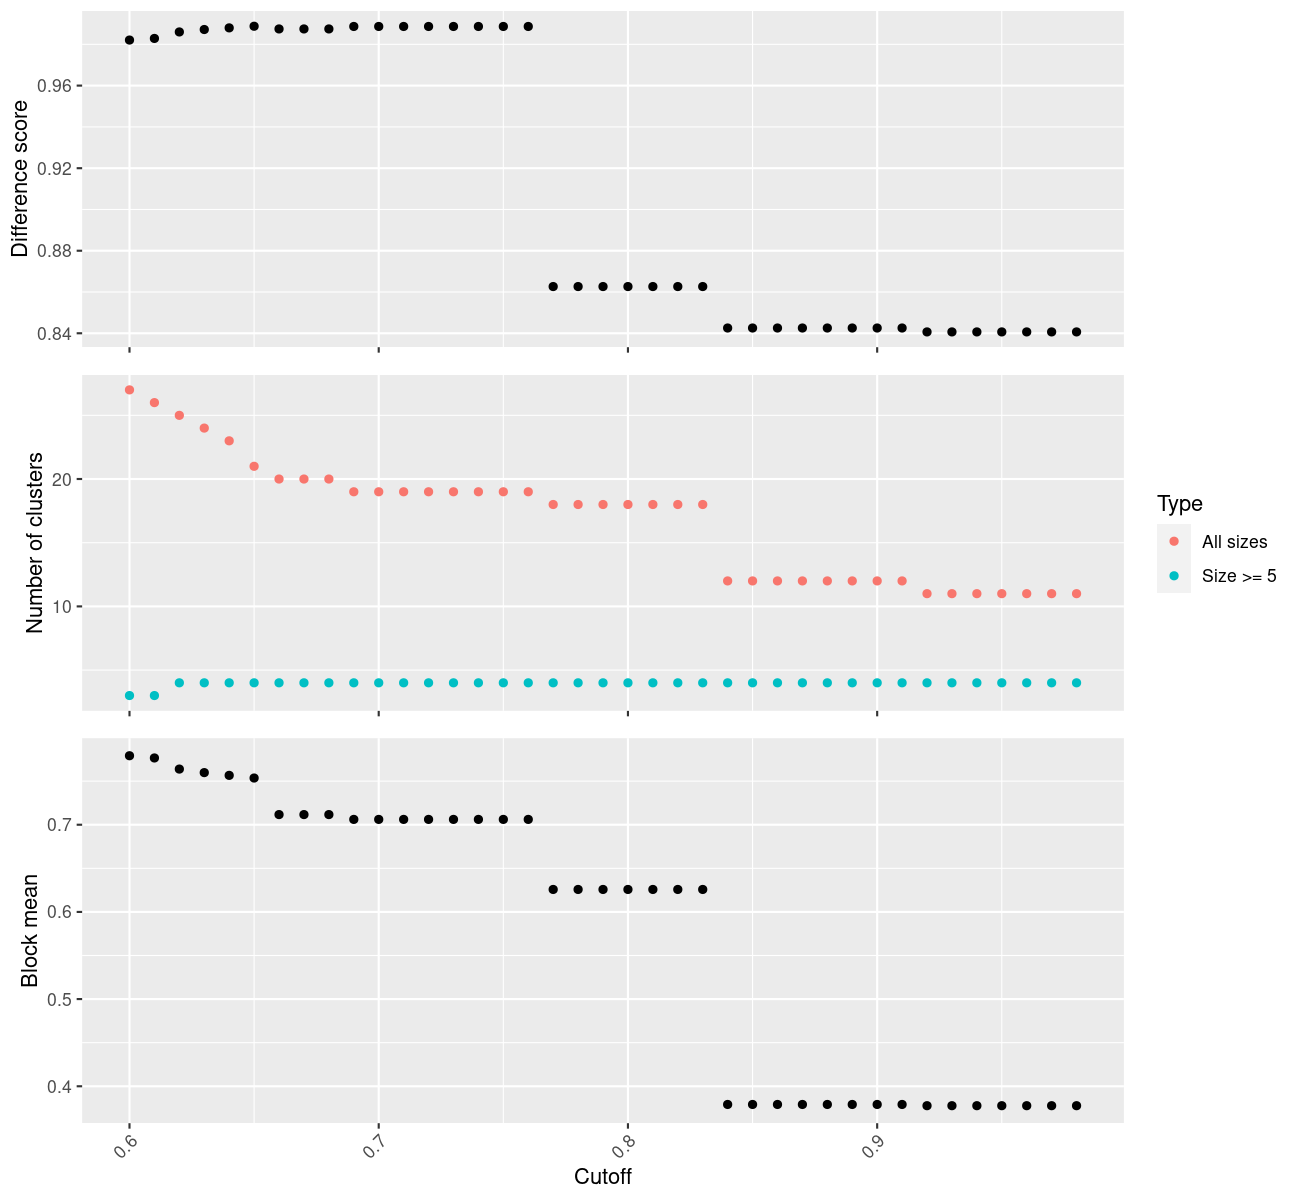 Difference score
0.96
0.92
0.88
0.84
Number of clusters
20
10
Type
All sizes
Size >= 5
Block mean
0.7
0.6
0.5
0.4
0.6
0.7
0.8
0.9
Cutoff